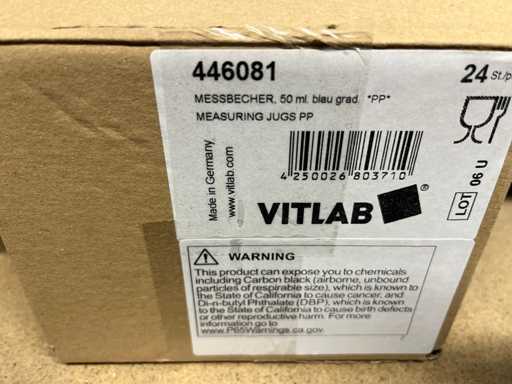 446081
24 St./p
MESSBECHER, 50 ml. blau grad. *PP*
MEASURING JUGS PP
Made in Germany
www.vitlab.com
4 250026 803710
VITLAB ®
LOT 06 U
WARNING
This product can expose you to chemicals
including Carbon black (airborne, unbound
particles of respirable size), which is known to
the State of California to cause cancer, and
Di-n-butyl Phthalate (DBP), which is known to
the State of California to cause birth defects
or other reproductive harm. For more
information go to
www.P65Warnings.ca.gov.